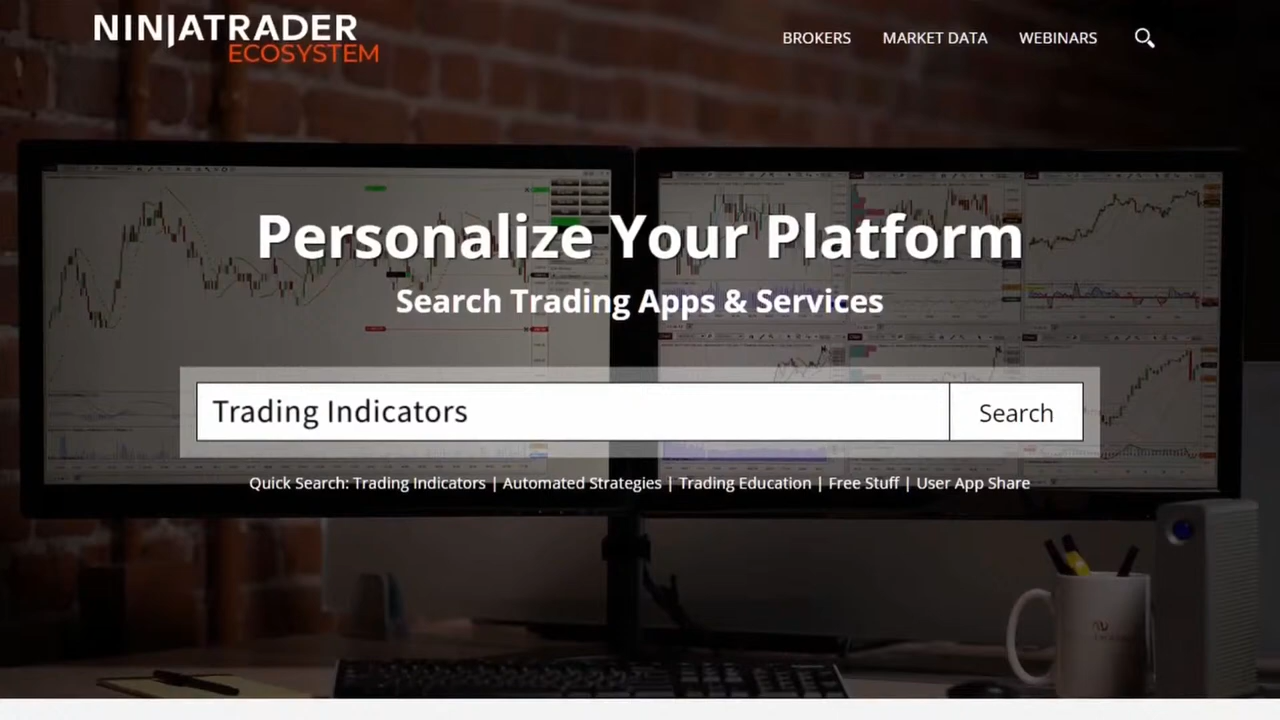 NINJATRADER
ECOSYSTEM
BROKERS MARKET DATA WEBINARS
Personalize Your Platform
Search Trading Apps & Services
Trading Indicators Search
Quick Search: Trading Indicators | Automated Strategies | Trading Education | Free Stuff | User App Share